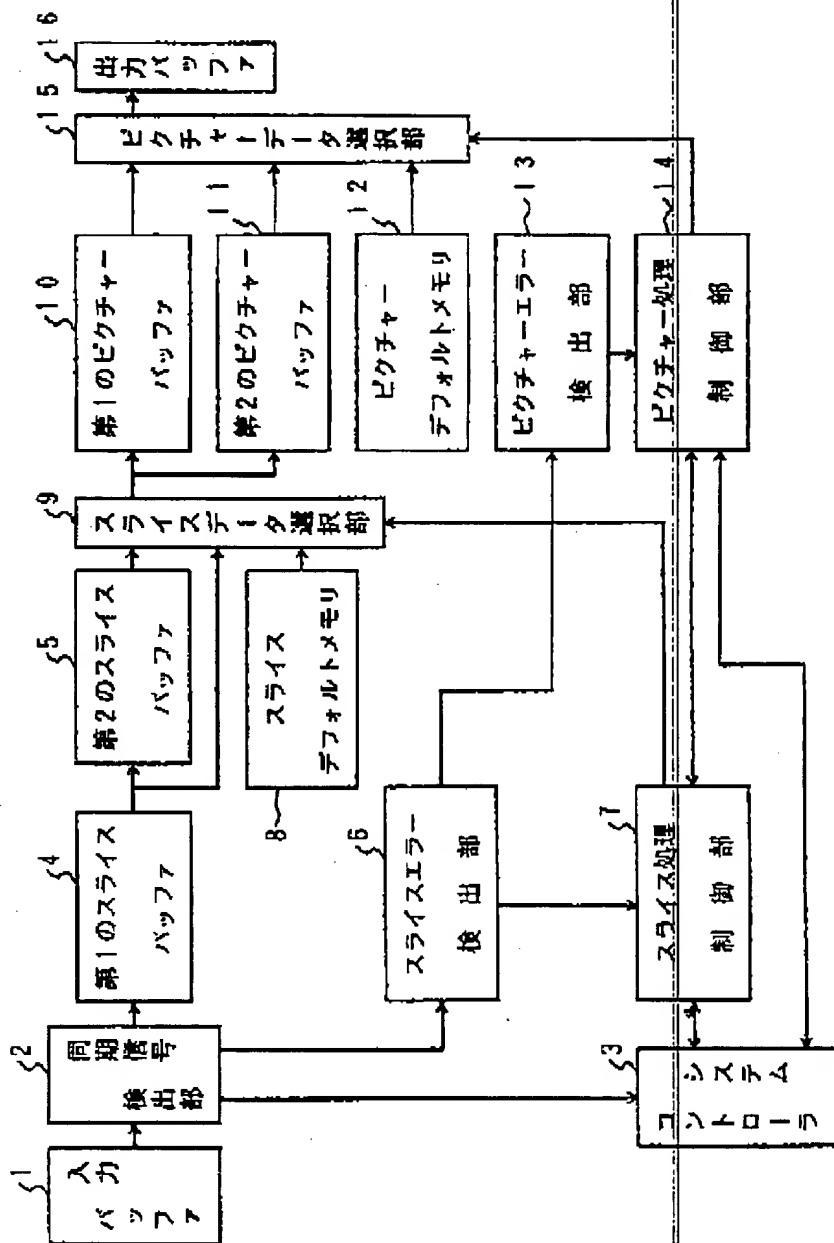 1
入力
バッファ
2
同期信号
検出部
3
システム
コントローラ
4
第1のスライス
バッファ
5
第2のスライス
バッファ
6
スライスエラー
検出部
7
スライス処理
制御部
8
スライス
デフォルトメモリ
9
スライスデータ選択部
10
第1のピクチャー
バッファ
11
第2のピクチャー
バッファ
12
ピクチャー
デフォルトメモリ
13
ピクチャーエラー
検出部
14
ピクチャー処理
制御部
15
ピクチャーデータ選択部
16
出力バッファ